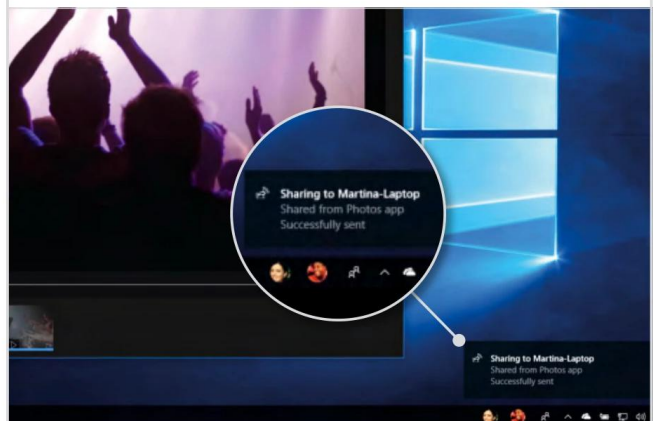 Sharing to Martina-Laptop
Shared from Photos app
Successfully sent
Sharing to Martina-Laptop
Shared from Photos app
Successfully sent